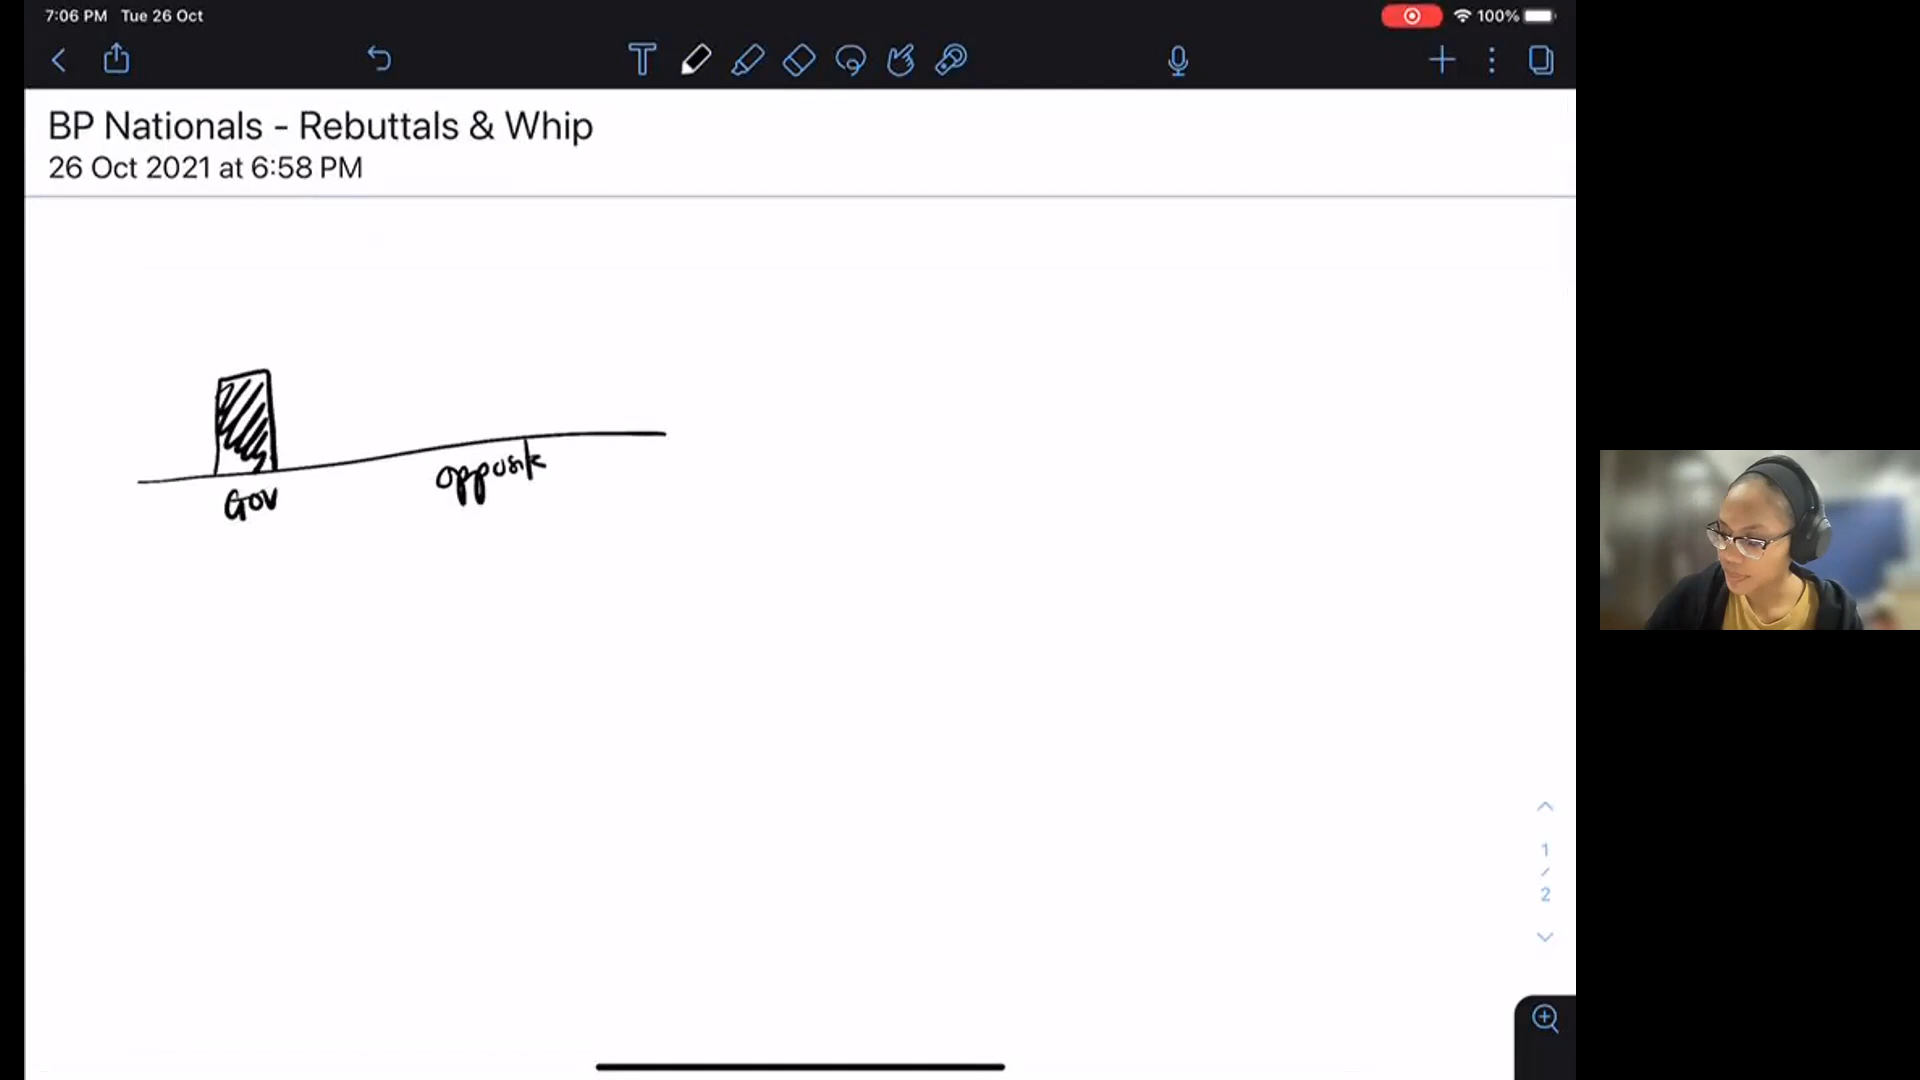 7:06 PM Tue 26 Oct
100%
T
BP Nationals - Rebuttals & Whip
26 Oct 2021 at 6:58 PM
Gov
1
/
2